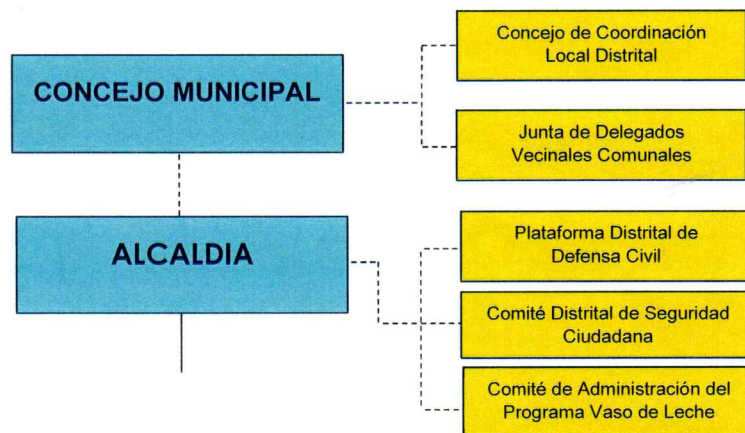 Concejo de Coordinación
Local Distrital
CONCEJO MUNICIPAL
Junta de Delegados
Vecinales Comunales
ALCALDIA
Plataforma Distrital de
Defensa Civil
Comité Distrital de Seguridad
Ciudadana
Comité de Administración del
Programa Vaso de Leche